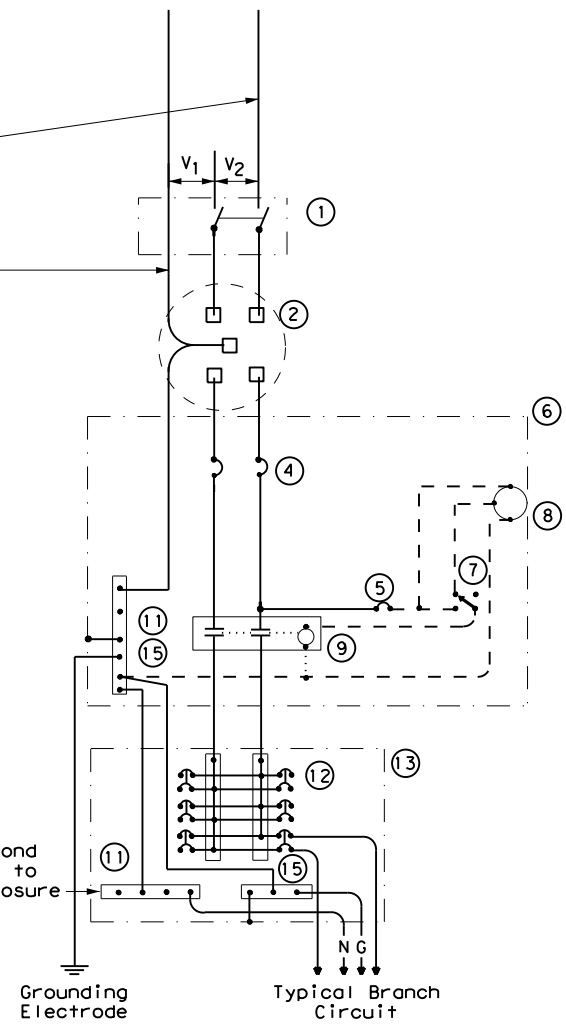 V1 V2
1
2
6
4
8
7
5
11
9
15
13
12
11
15
ond
to
osure
N G
Grounding
Electrode
Typical Branch
Circuit